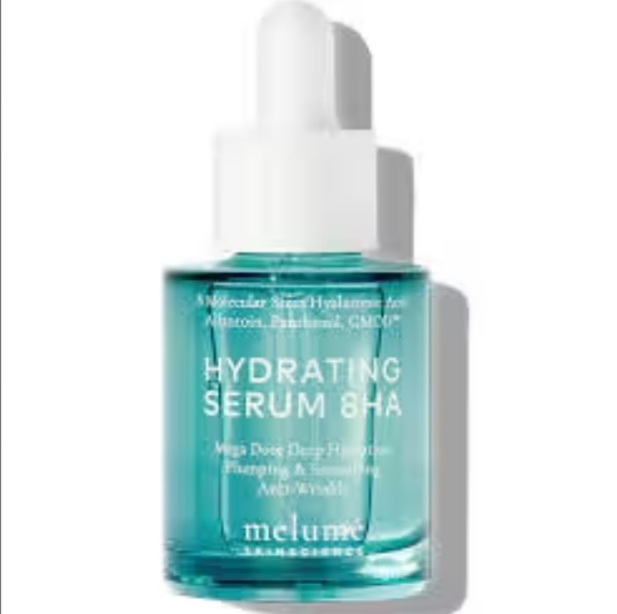 8 Molecular Sizes Hyaluronic Acid
Allantoin, Panthenol, GMCD™
HYDRATING
SERUM 8HA
Mega Dose Deep Hydration
Plumping & Smoothing
Anti-Wrinkle
melumé
SKINSCIENCE